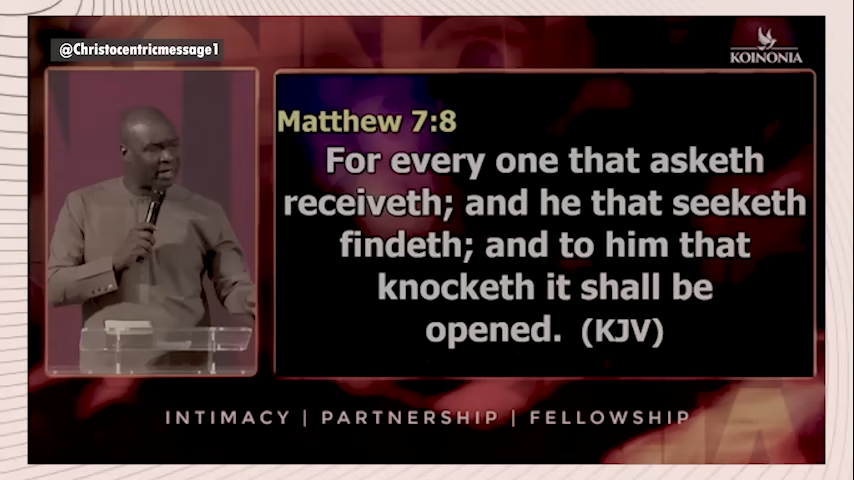 @Christocentricmessage1
KOINONIA
Matthew 7:8
For every one that asketh
receiveth; and he that seeketh
findeth; and to him that
knocketh it shall be
opened. (KJV)
INTIMACY | PARTNERSHIP | FELLOWSHIP